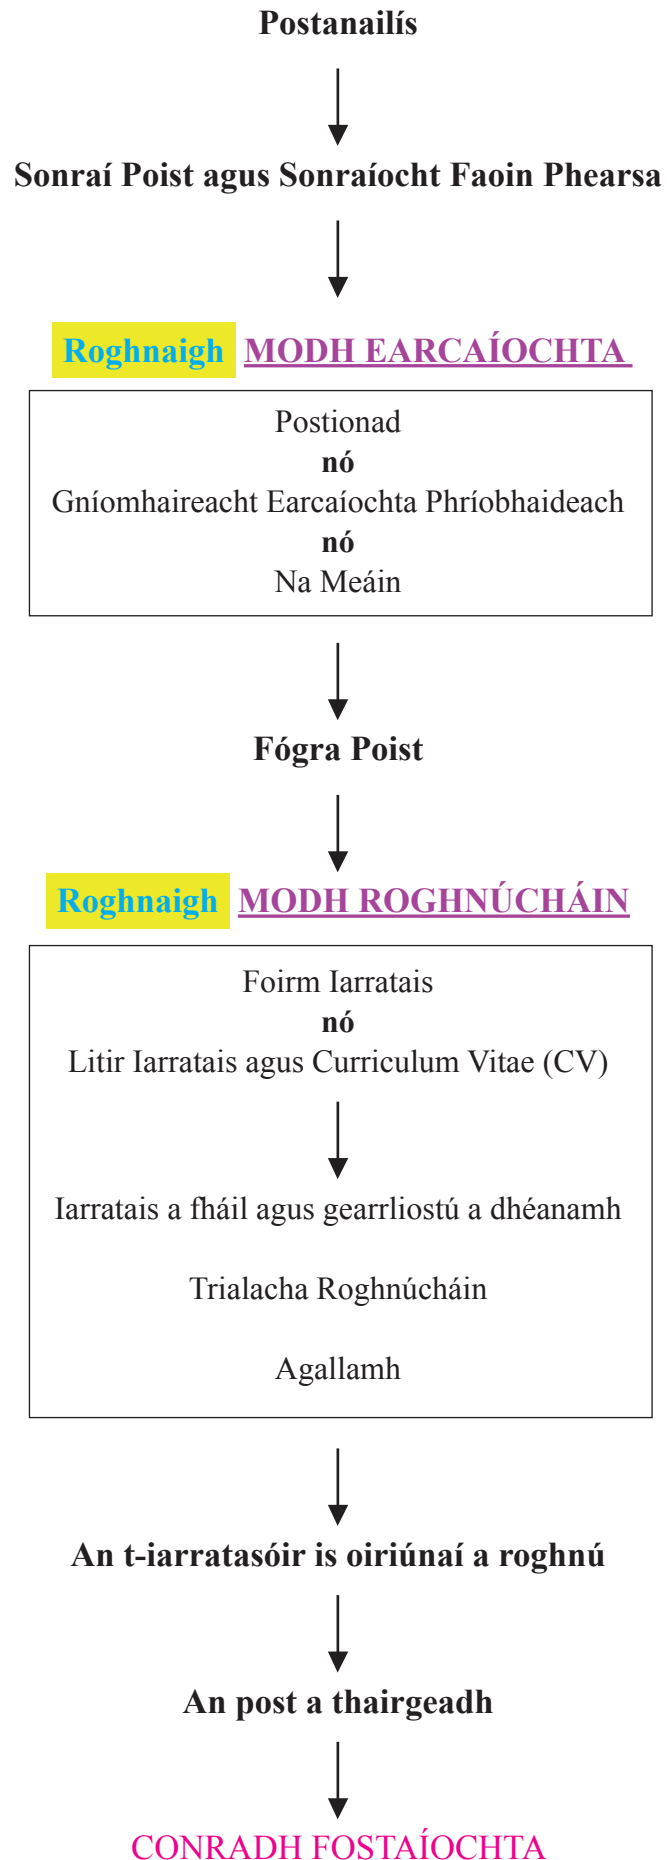 Postanailís
Sonraí Poist agus Sonraíocht Faoin Phearsa
Roghnaigh MODH EARCAÍOCHTA
Postionad
nó
Gníomhaireacht Earcaíochta Phríobhaideach
nó
Na Meáin
Fógra Poist
Roghnaigh MODH ROGHNÚCHÁIN
Foirm Iarratais
nó
Litir Iarratais agus Curriculum Vitae (CV)
Iarratais a fháil agus gearrliostú a dhéanamh
Trialacha Roghnúcháin
Agallamh
An t-iarratasóir is oiriúnaí a roghnú
An post a thairgeadh
CONRADH FOSTAÍOCHTA